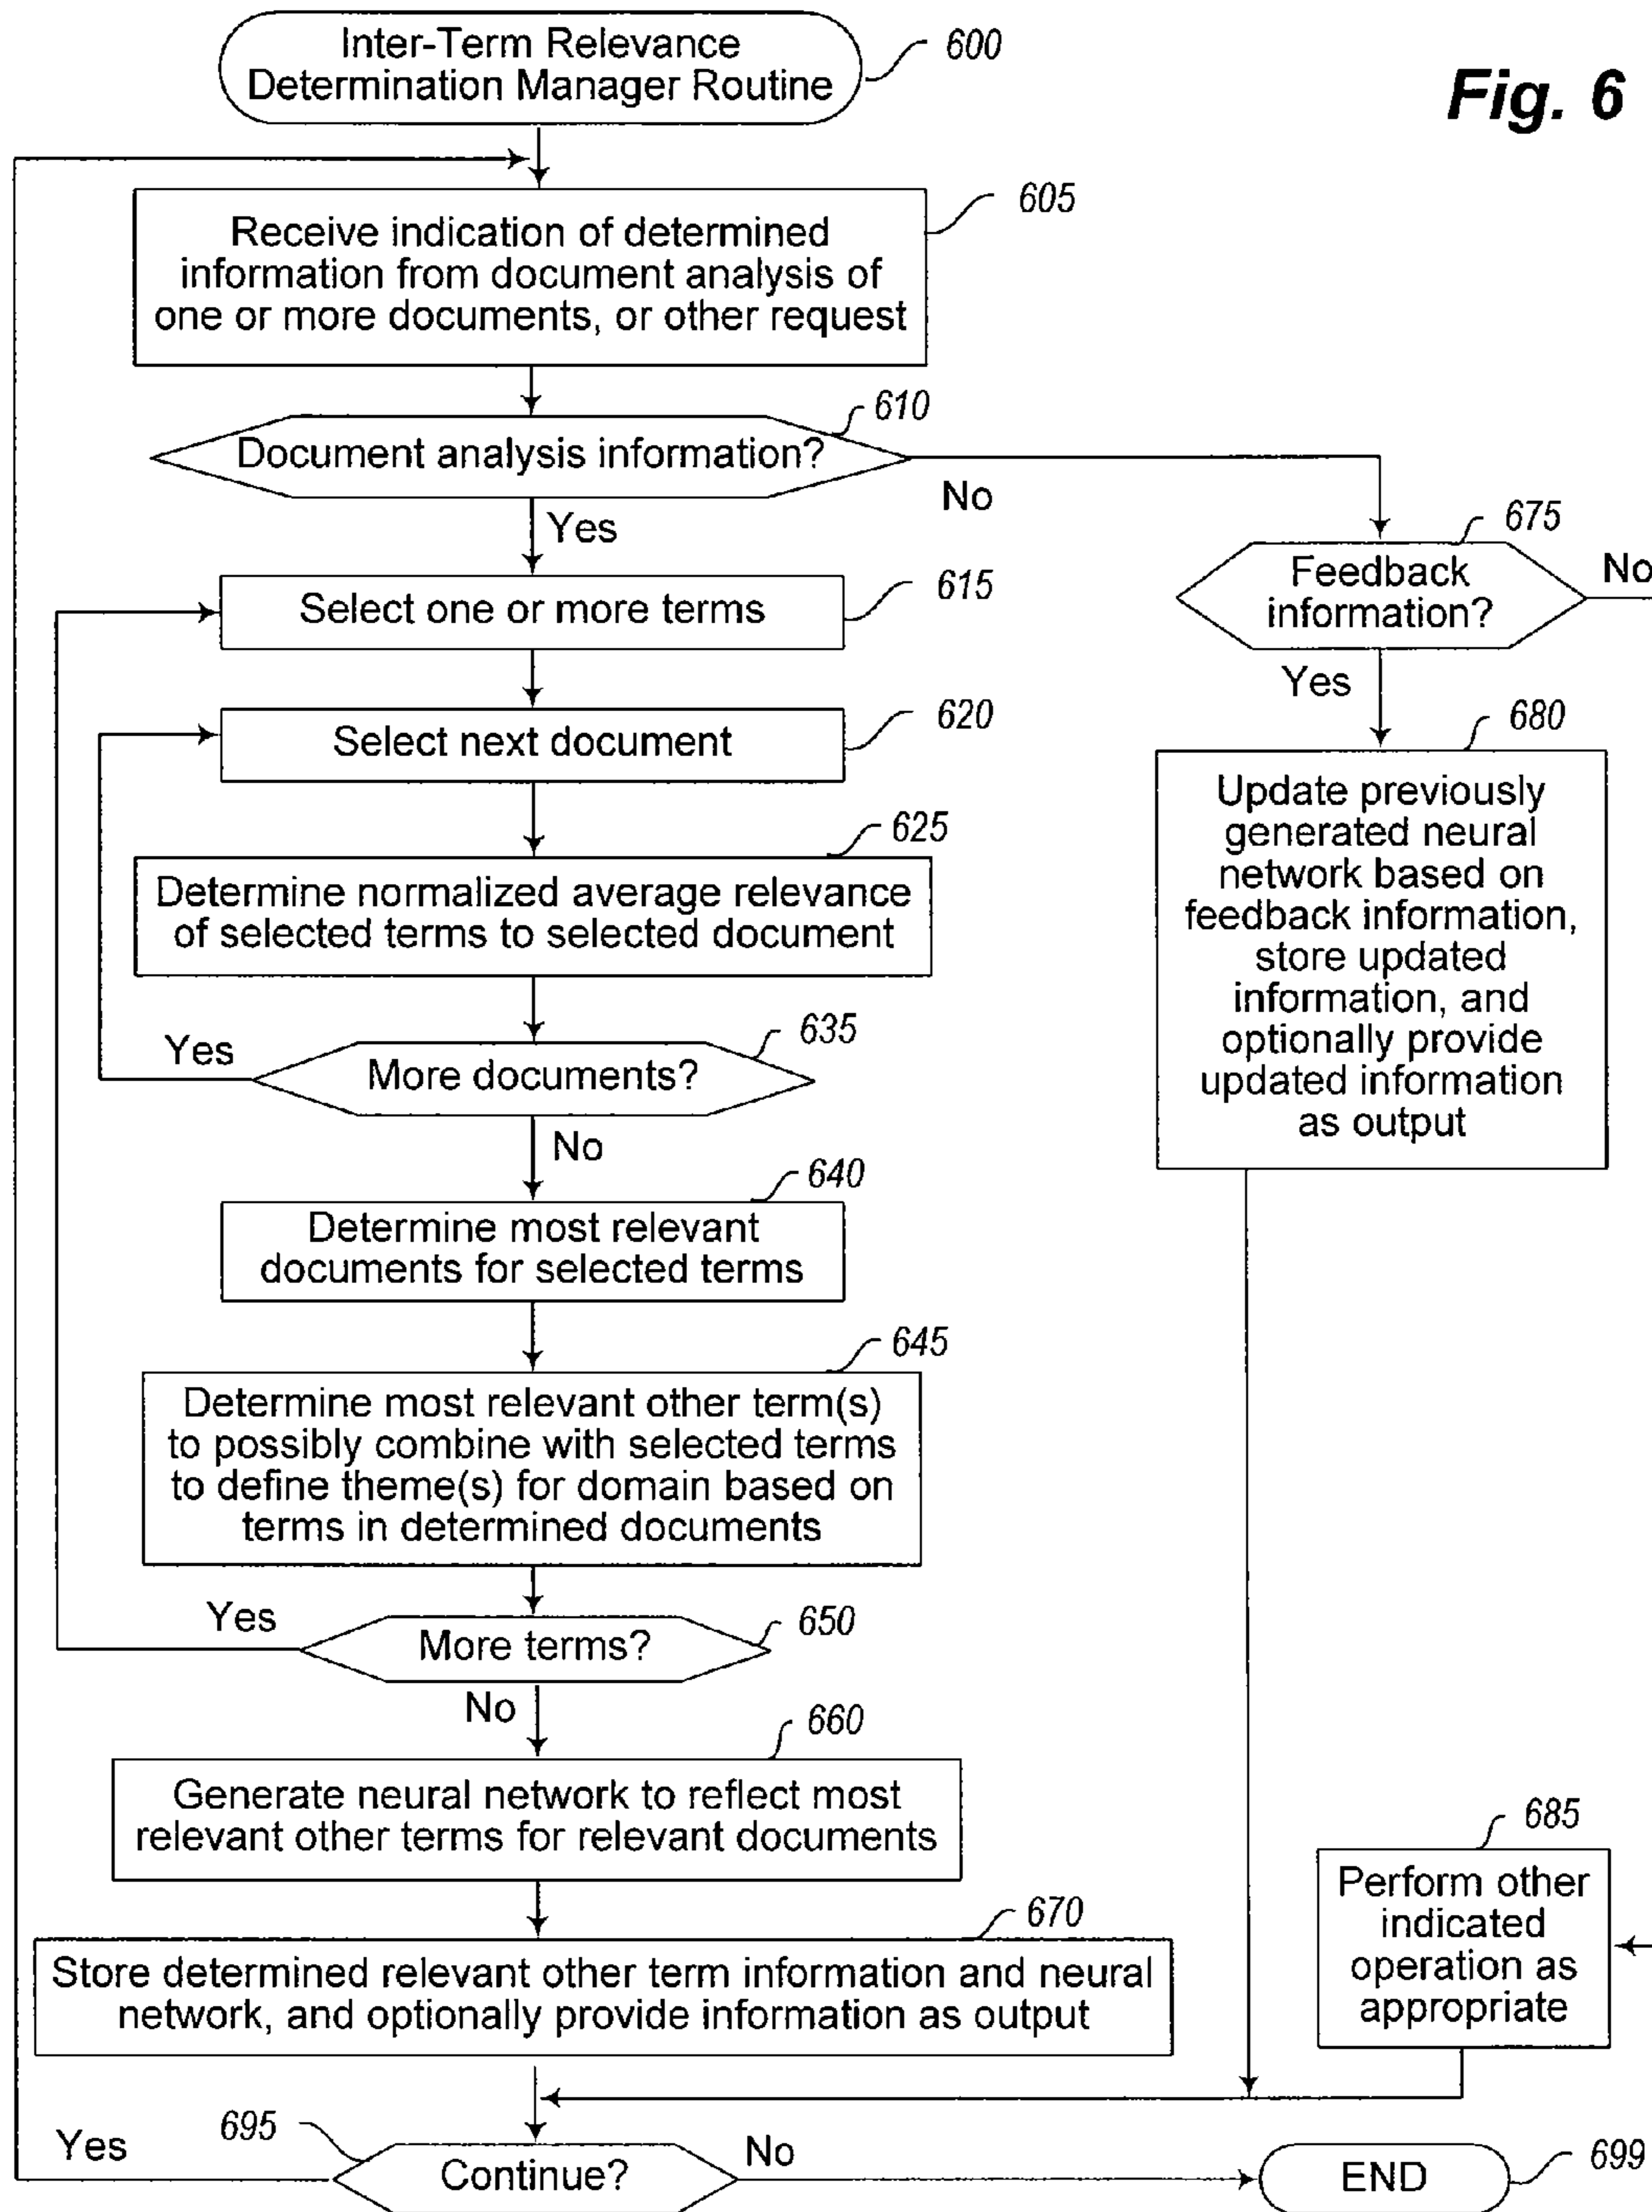 Inter-Term Relevance
Determination Manager Routine
600
Fig. 6
605
Receive indication of determined
information from document analysis of
one or more documents, or other request
610
Document analysis information?
No
Yes
675
Feedback
information?
No
615
Select one or more terms
Yes
620
Select next document
680
Update previously
generated neural
network based on
feedback information,
store updated
information, and
optionally provide
updated information
as output
625
Determine normalized average relevance
of selected terms to selected document
635
Yes
More documents?
No
640
Determine most relevant
documents for selected terms
645
Determine most relevant other term(s)
to possibly combine with selected terms
to define theme(s) for domain based on
terms in determined documents
Yes
650
More terms?
No
660
Generate neural network to reflect most
relevant other terms for relevant documents
685
Perform other
indicated
operation as
appropriate
670
Store determined relevant other term information and neural
network, and optionally provide information as output
Yes
695
Continue?
No
END
699